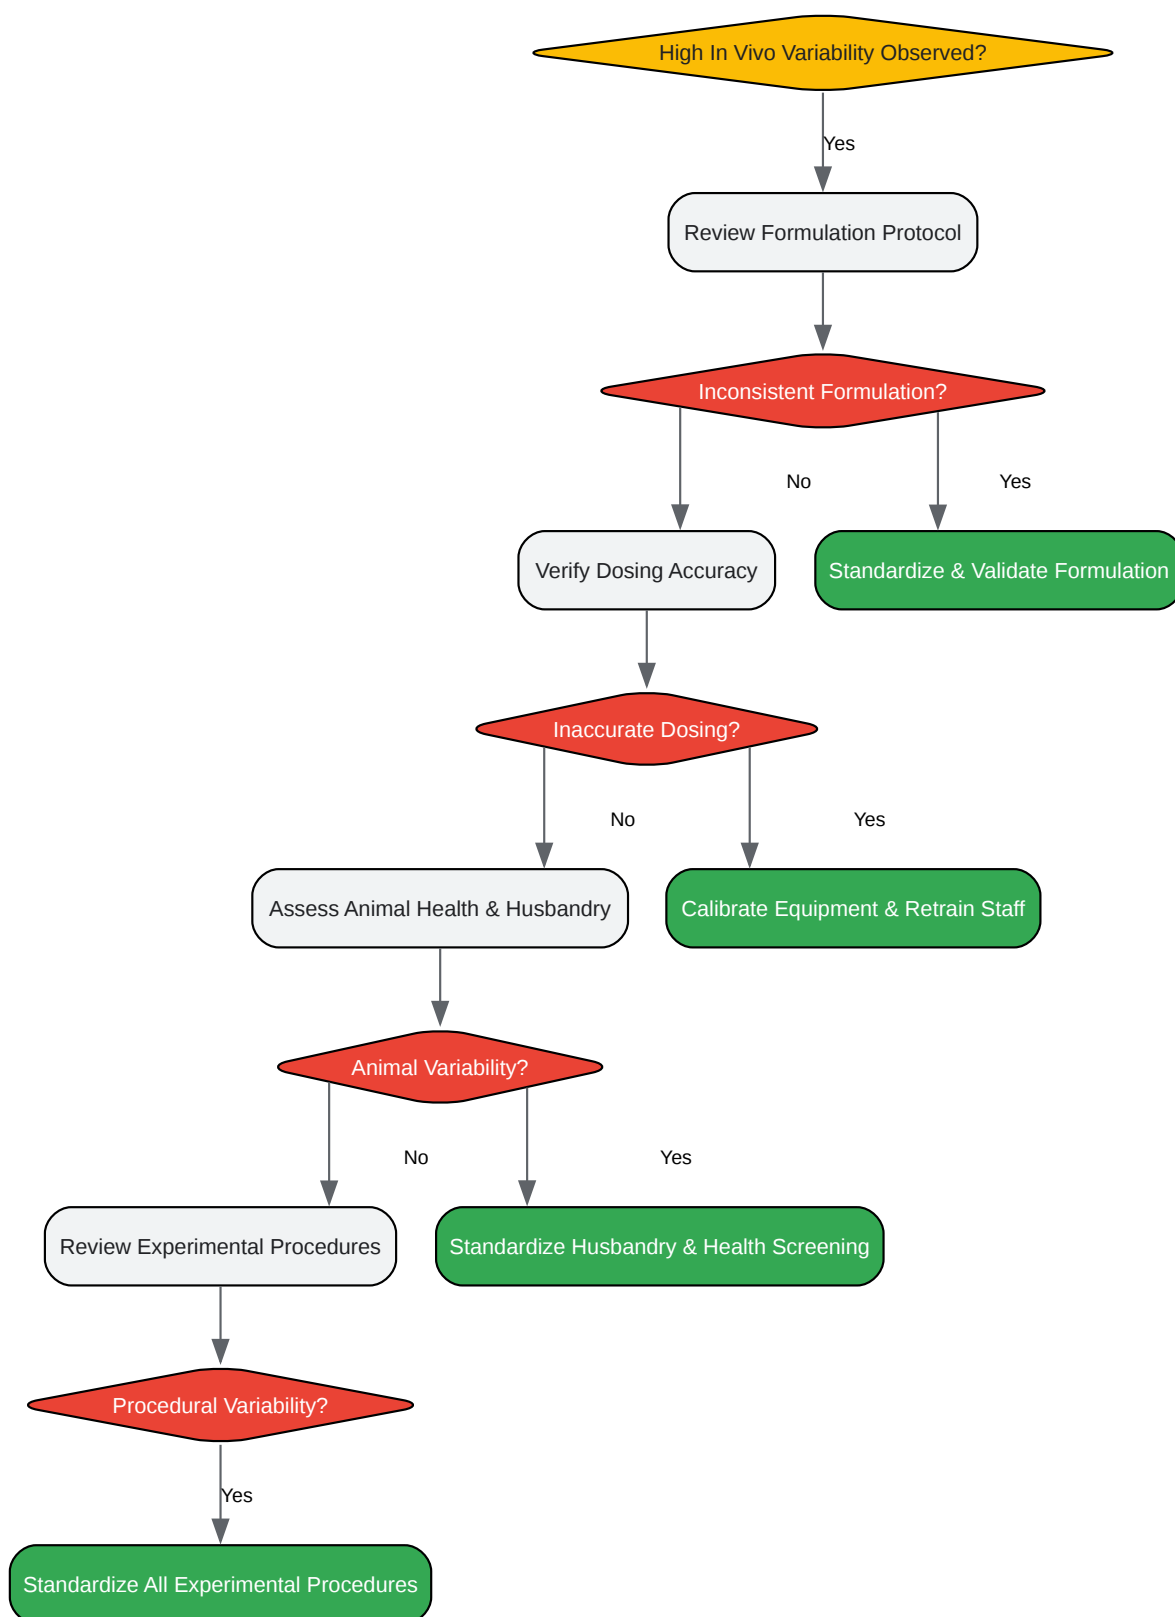 High In Vivo Variability Observed?
Yes
Review Formulation Protocol
Inconsistent Formulation?
No
Yes
Verify Dosing Accuracy
Standardize & Validate Formulation
Inaccurate Dosing?
No
Yes
Assess Animal Health & Husbandry
Calibrate Equipment & Retrain Staff
Animal Variability?
No
Yes
Review Experimental Procedures
Standardize Husbandry & Health Screening
Procedural Variability?
Yes
Standardize All Experimental Procedures